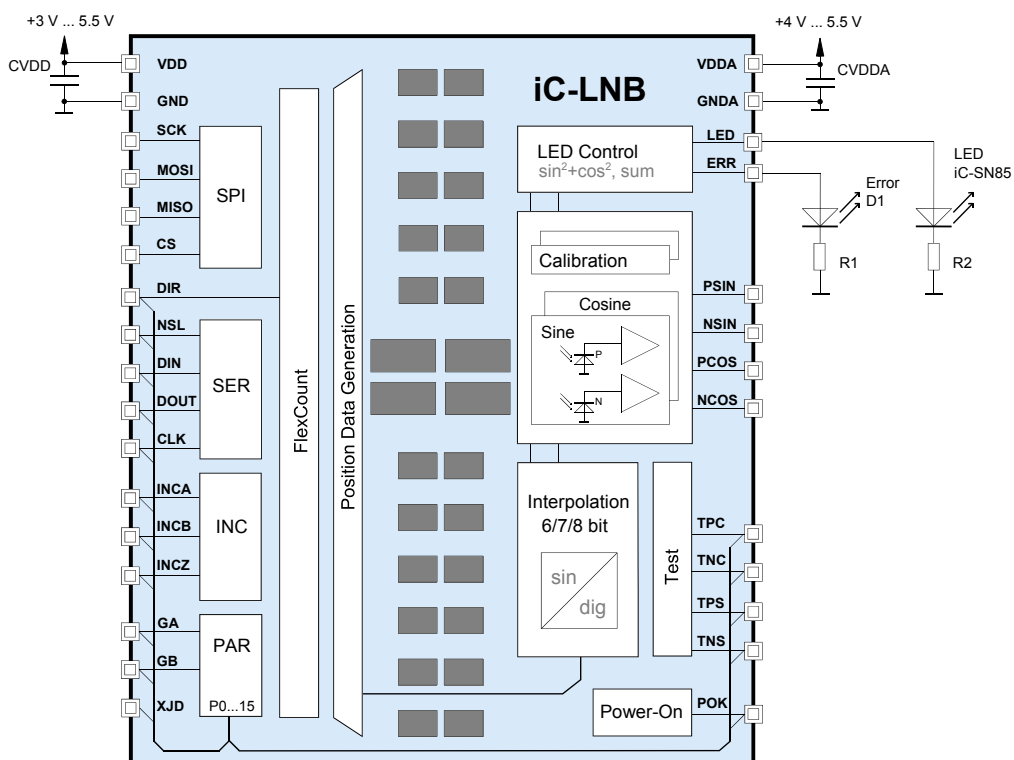 +3 V ... 5.5 V
+4 V ... 5.5 V
CVDD
VDD
GND
iC-LNB
VDDA
GNDA
CVDDA
SCK
MOSI
MISO
CS
SPI
LED Control
sin²+cos², sum
LED
ERR
Error
D1
LED
iC-SN85
R1
R2
DIR
NSL
DIN
DOUT
CLK
SER
FlexCount
Position Data Generation
Calibration
Cosine
Sine
P
N
PSIN
NSIN
PCOS
NCOS
INCA
INCB
INCZ
INC
Interpolation
6/7/8 bit
sin
dig
Test
TPC
TNC
TPS
TNS
GA
GB
XJD
PAR
P0...15
Power-On
POK